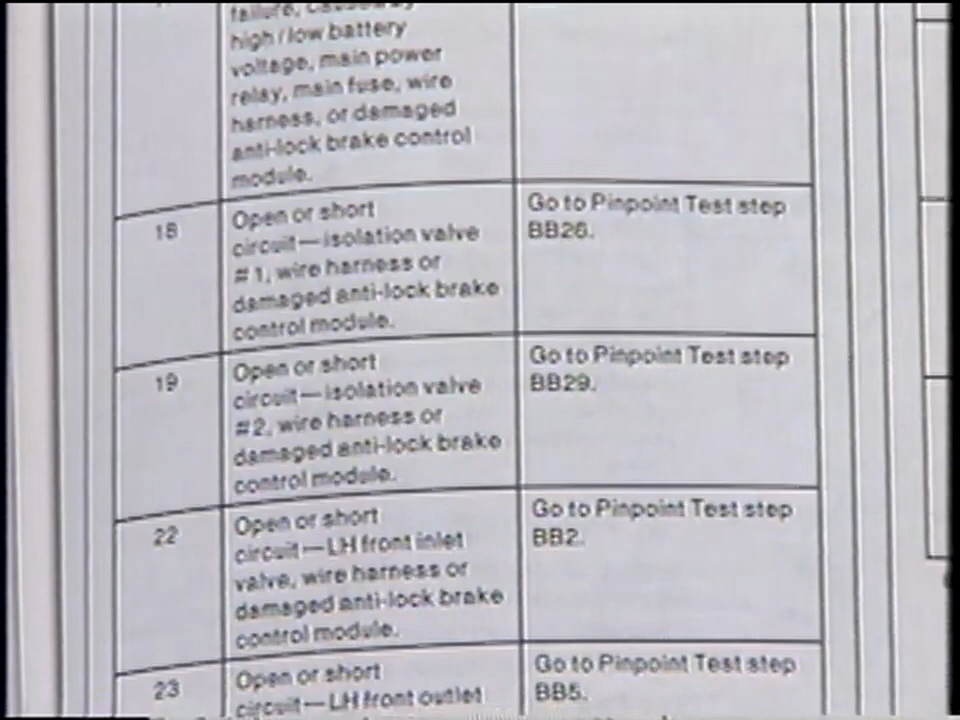 failure, caused by
high / low battery
voltage, main power
relay, main fuse, wire
harness, or damaged
anti-lock brake control
module.
18
Open or short
circuit—isolation valve
#1, wire harness or
damaged anti-lock brake
control module.
Go to Pinpoint Test step
BB26.
19
Open or short
circuit—isolation valve
#2, wire harness or
damaged anti-lock brake
control module.
Go to Pinpoint Test step
BB29.
22
Open or short
circuit—LH front inlet
valve, wire harness or
damaged anti-lock brake
control module.
Go to Pinpoint Test step
BB2.
23
Open or short
circuit—LH front outlet
Go to Pinpoint Test step
BB5.